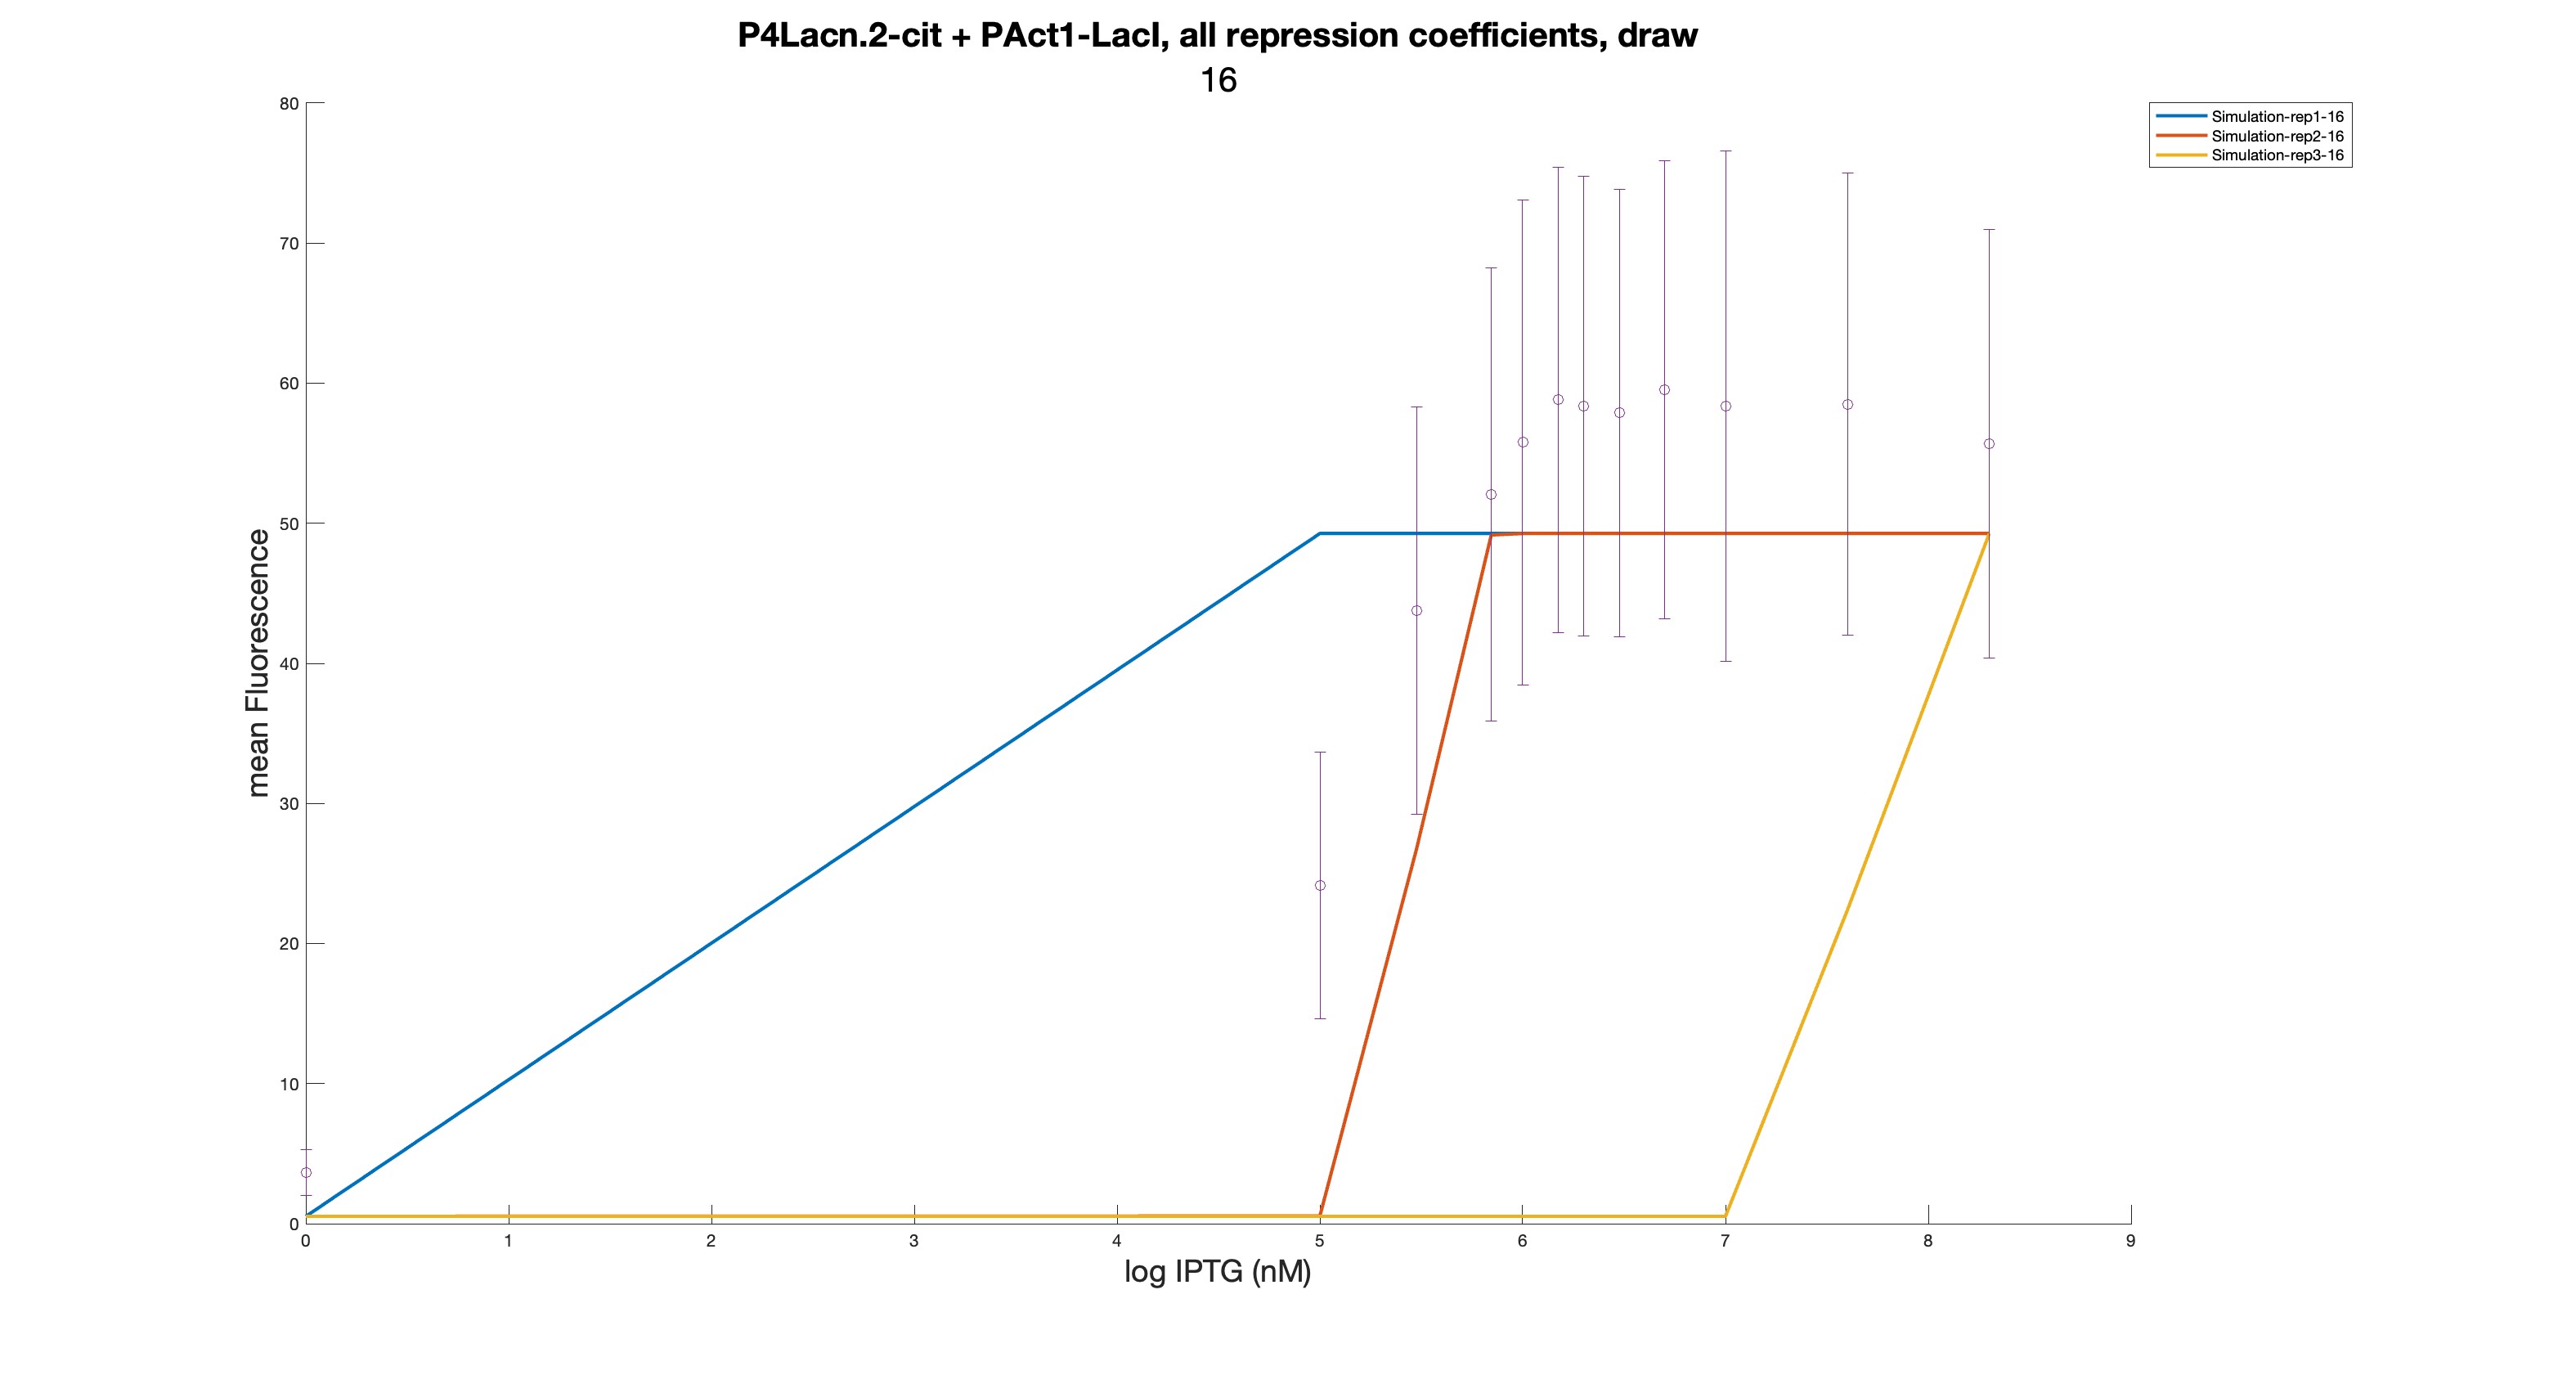 P4Lacn.2-cit + PAct1-LacI, all repression coefficients, draw
16
80
70
60
50
40
30
20
10
0
mean Fluorescence
0 1 2 3 4 5 6 7 8 9
log IPTG (nM)
Simulation-rep1-16
Simulation-rep2-16
Simulation-rep3-16